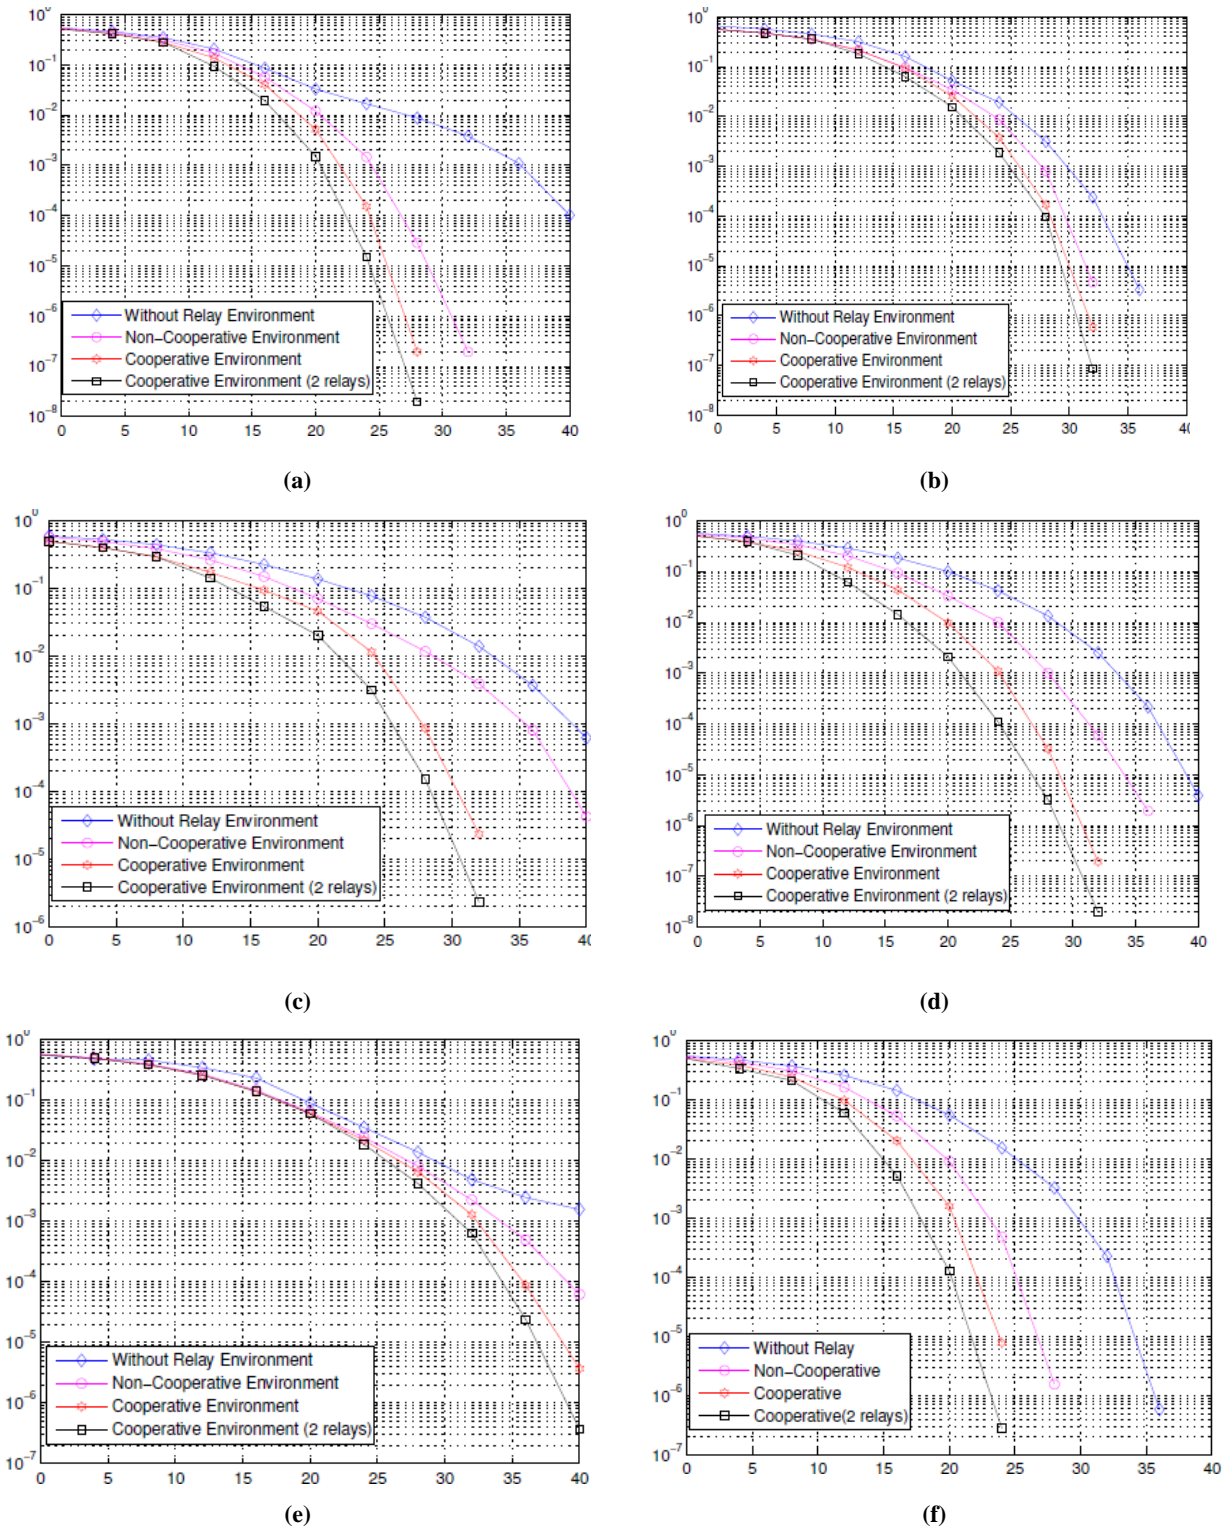 10^0
10^-1
10^-2
10^-3
10^-4
10^-5
10^-6
10^-7
10^-8
Without Relay Environment
Non-Cooperative Environment
Cooperative Environment
Cooperative Environment (2 relays)
0 5 10 15 20 25 30 35 40
(a)
10^0
10^-1
10^-2
10^-3
10^-4
10^-5
10^-6
10^-7
10^-8
Without Relay Environment
Non-Cooperative Environment
Cooperative Environment
Cooperative Environment (2 relays)
0 5 10 15 20 25 30 35 40
(b)
10^0
10^-1
10^-2
10^-3
10^-4
10^-5
10^-6
Without Relay Environment
Non-Cooperative Environment
Cooperative Environment
Cooperative Environment (2 relays)
0 5 10 15 20 25 30 35 40
(c)
10^0
10^-1
10^-2
10^-3
10^-4
10^-5
10^-6
10^-7
10^-8
Without Relay Environment
Non-Cooperative Environment
Cooperative Environment
Cooperative Environment (2 relays)
0 5 10 15 20 25 30 35 40
(d)
10^0
10^-1
10^-2
10^-3
10^-4
10^-5
10^-6
10^-7
Without Relay Environment
Non-Cooperative Environment
Cooperative Environment
Cooperative Environment (2 relays)
0 5 10 15 20 25 30 35 40
(e)
10^0
10^-1
10^-2
10^-3
10^-4
10^-5
10^-6
10^-7
Without Relay
Non-Cooperative
Cooperative
Cooperative(2 relays)
0 5 10 15 20 25 30 35 40
(f)